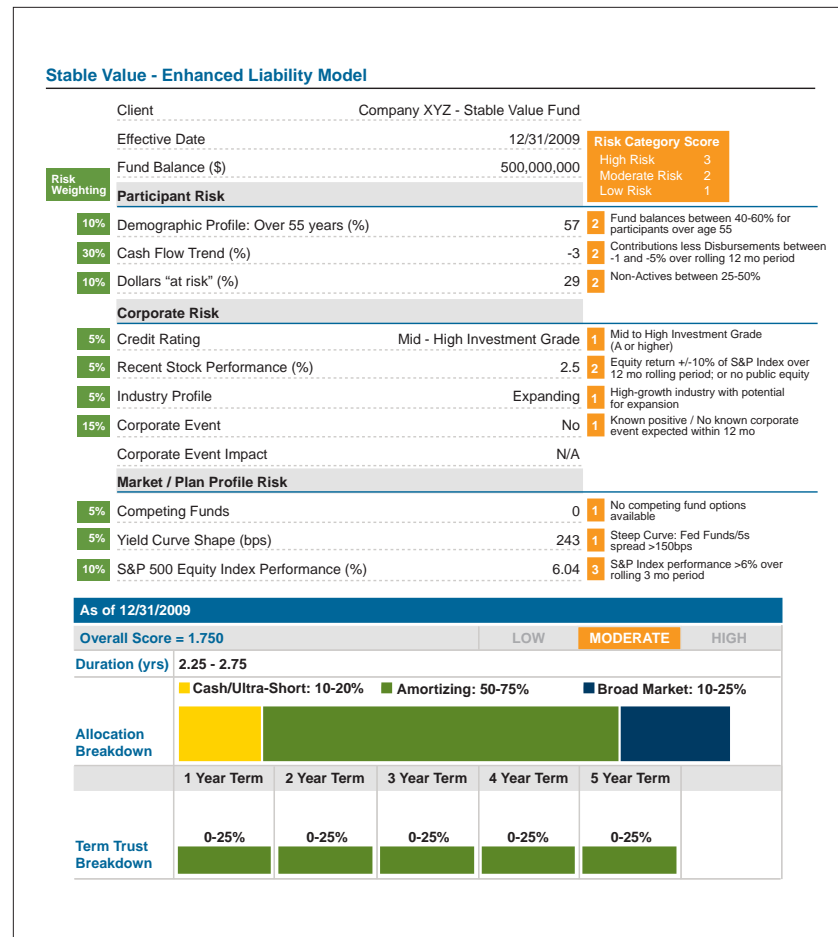 Stable Value - Enhanced Liability Model
Client Company XYZ - Stable Value Fund
Effective Date 12/31/2009
Fund Balance ($) 500,000,000
Risk Category Score
High Risk 3
Moderate Risk 2
Low Risk 1
Risk
Weighting
Participant Risk
10% Demographic Profile: Over 55 years (%) 57 2 Fund balances between 40-60% for
participants over age 55
30% Cash Flow Trend (%) -3 2 Contributions less Disbursements between
-1 and -5% over rolling 12 mo period
10% Dollars “at risk” (%) 29 2 Non-Actives between 25-50%
Corporate Risk
5% Credit Rating Mid - High Investment Grade 1 Mid to High Investment Grade
(A or higher)
5% Recent Stock Performance (%) 2.5 2 Equity return +/-10% of S&P Index over
12 mo rolling period; or no public equity
5% Industry Profile Expanding 1 High-growth industry with potential
for expansion
15% Corporate Event No 1 Known positive / No known corporate
event expected within 12 mo
Corporate Event Impact N/A
Market / Plan Profile Risk
5% Competing Funds 0 1 No competing fund options
available
5% Yield Curve Shape (bps) 243 1 Steep Curve: Fed Funds/5s
spread >150bps
10% S&P 500 Equity Index Performance (%) 6.04 3 S&P Index performance >6% over
rolling 3 mo period
As of 12/31/2009
Overall Score = 1.750 LOW MODERATE HIGH
Duration (yrs) 2.25 - 2.75
Cash/Ultra-Short: 10-20% Amortizing: 50-75% Broad Market: 10-25%
Allocation
Breakdown
1 Year Term 2 Year Term 3 Year Term 4 Year Term 5 Year Term
0-25% 0-25% 0-25% 0-25% 0-25%
Term Trust
Breakdown